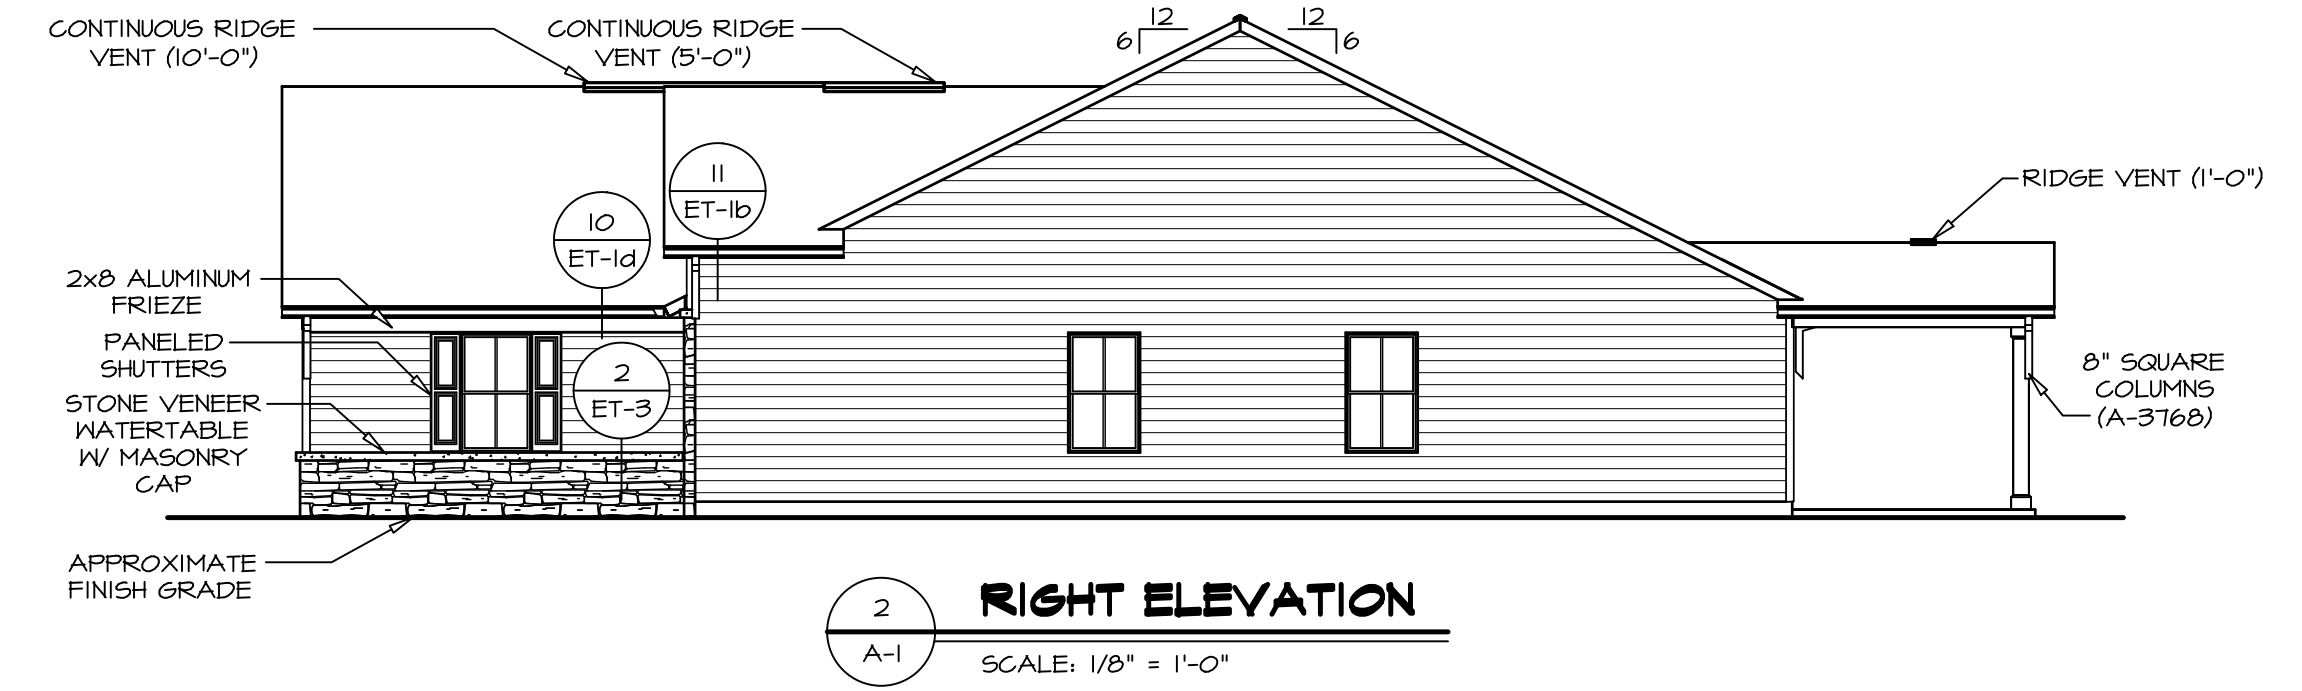 CONTINUOUS RIDGE
VENT (10'-0")
CONTINUOUS RIDGE
VENT (5'-0")
12
6
12
6
11
ET-1b
10
ET-1d
RIDGE VENT (1'-0")
2x8 ALUMINUM
FRIEZE
PANELED
SHUTTERS
2
ET-3
STONE VENEER
WATERTABLE
W/ MASONRY
CAP
8" SQUARE
COLUMNS
(A-3768)
APPROXIMATE
FINISH GRADE
2
A-1
RIGHT ELEVATION
SCALE: 1/8" = 1'-0"